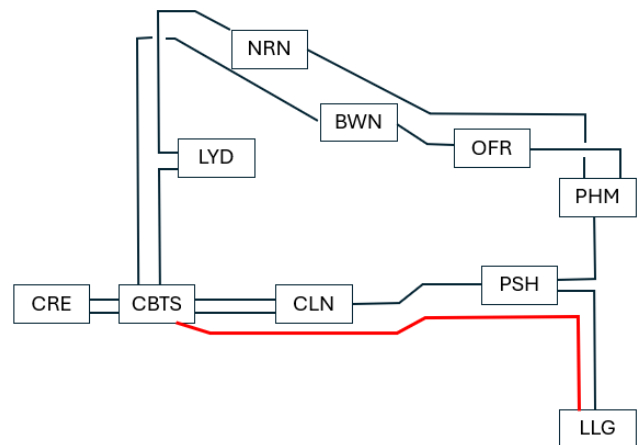 NRN
BWN
OFR
LYD
PHM
PSH
CRE
CBTS
CLN
LLG